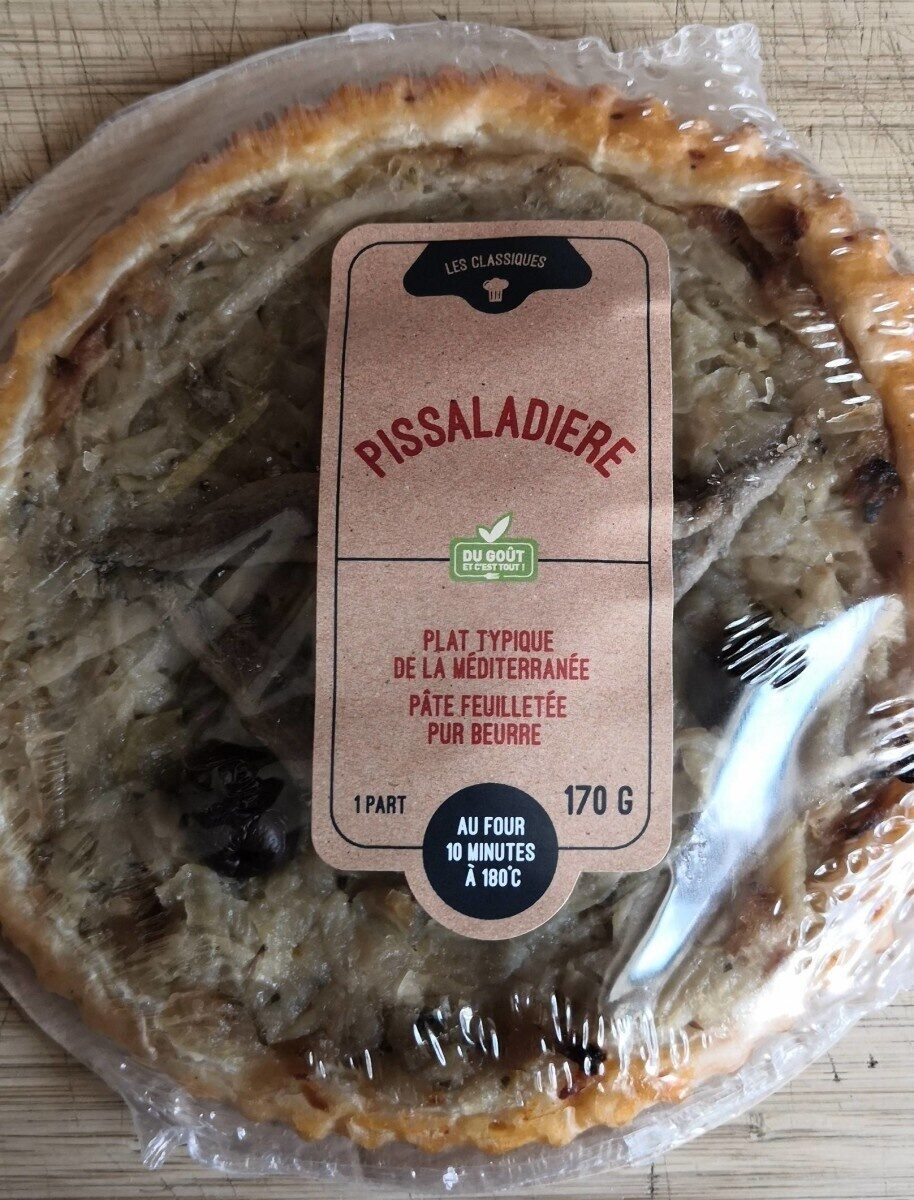 LES CLASSIQUES
PISSALADIERE
DU GOÛT
ET C'EST TOUT !
PLAT TYPIQUE
DE LA MÉDITERRANÉE
PÂTE FEUILLETÉE
PUR BEURRE
1 PART
170 G
AU FOUR
10 MINUTES
À 180°C